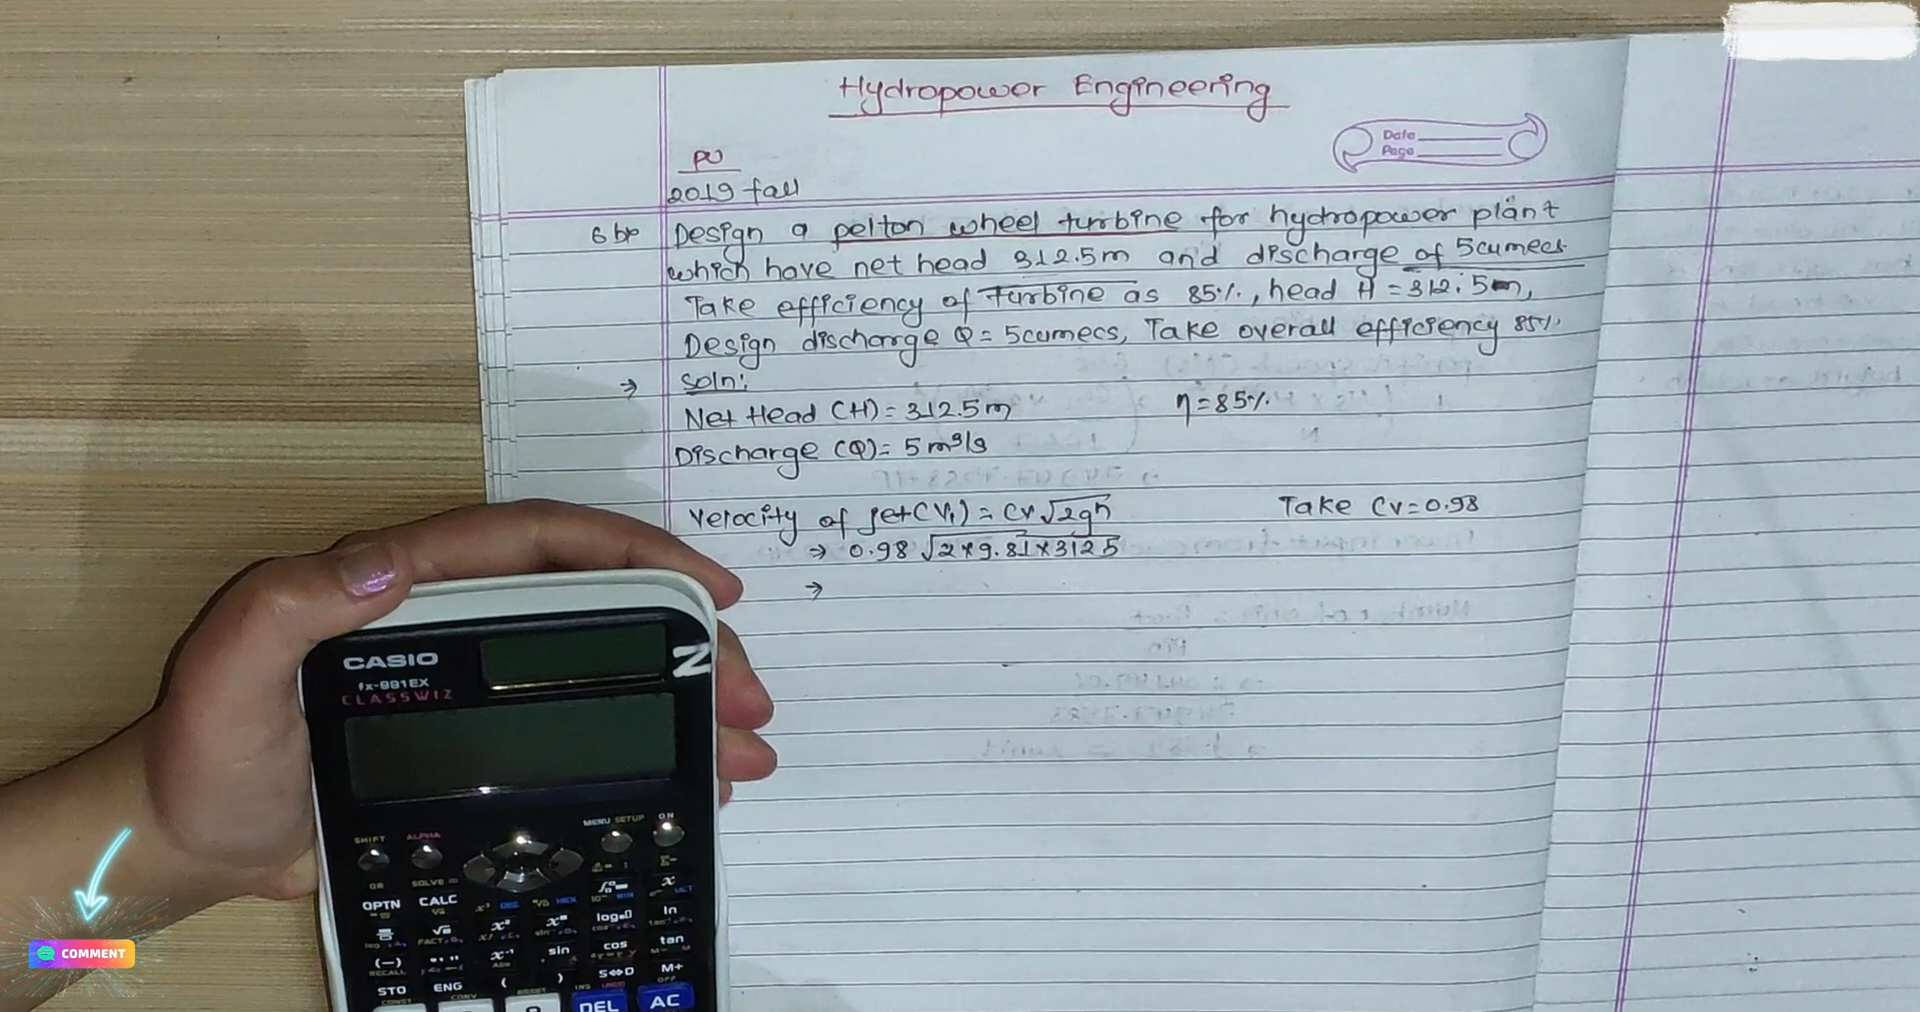 Hydropower Engineering
Date
Page
PU
2019 fall
6 b)
Design a pelton wheel turbine for hydropower plant
which have net head 312.5m and discharge of 5cumecs
Take efficiency of Turbine as 85%, head H = 312.5m,
Design discharge Q = 5cumecs, Take overall efficiency 85%.
→ Soln:
Net Head (H) = 312.5m η = 85%.
Discharge (Q) = 5 m³/s
Velocity of jet (V₁) = Cv √2gh Take Cv = 0.98
→ 0.98 √2×9.81×312.5
→
CASIO
fx-991EX
CLASSWIZ
Z
MENU SETUP ON
SHIFT ALPHA
SOLVE =
OPTN CALC
log ln
(−) sin cos tan
STO ENG ( ) S⇔D M+
DEL AC
COMMENT